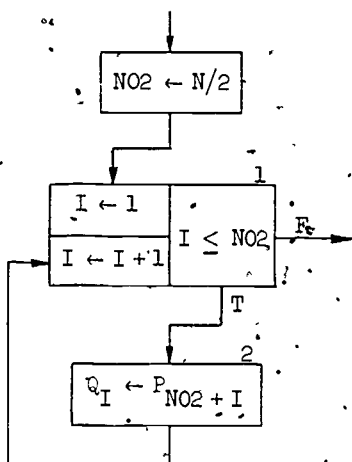 NO2 ← N/2
1
I ← 1
I ≤ NO2
F
I ← I + 1
T
2
Q_I ← P_NO2 + I